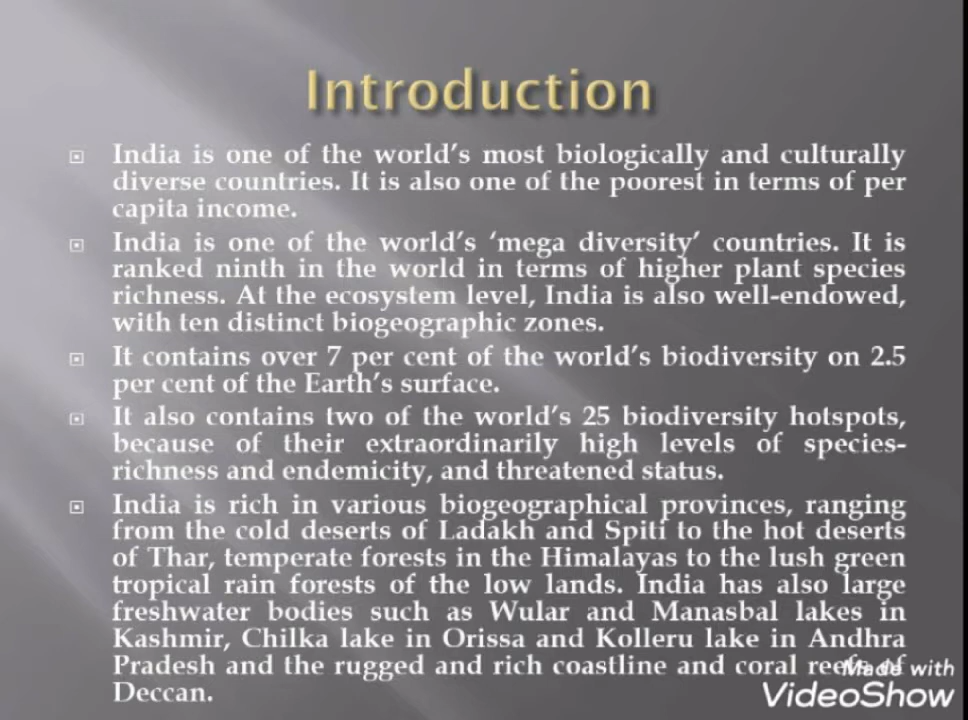 Introduction
India is one of the world's most biologically and culturally
diverse countries. It is also one of the poorest in terms of per
capita income.
India is one of the world's 'mega diversity' countries. It is
ranked ninth in the world in terms of higher plant species
richness. At the ecosystem level, India is also well-endowed,
with ten distinct biogeographic zones.
It contains over 7 per cent of the world's biodiversity on 2.5
per cent of the Earth's surface.
It also contains two of the world's 25 biodiversity hotspots,
because of their extraordinarily high levels of species-
richness and endemicity, and threatened status.
India is rich in various biogeographical provinces, ranging
from the cold deserts of Ladakh and Spiti to the hot deserts
of Thar, temperate forests in the Himalayas to the lush green
tropical rain forests of the low lands. India has also large
freshwater bodies such as Wular and Manasbal lakes in
Kashmir, Chilka lake in Orissa and Kolleru lake in Andhra
Pradesh and the rugged and rich coastline and coral reefs of
Deccan.
Made with
VideoShow